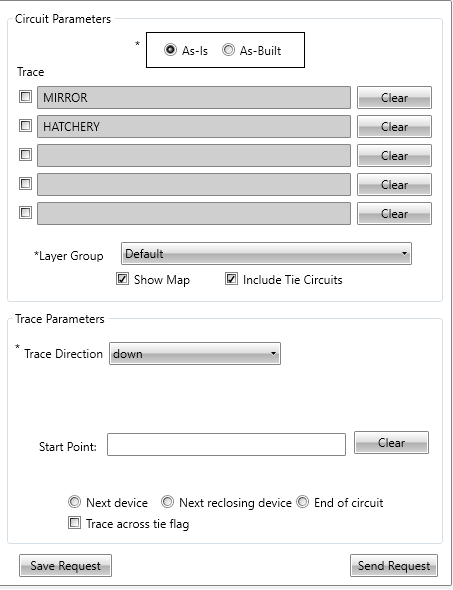 Circuit Parameters
* As-Is As-Built
Trace
MIRROR Clear
HATCHERY Clear
Clear
Clear
Clear
*Layer Group Default
Show Map Include Tie Circuits
Trace Parameters
* Trace Direction down
Start Point: Clear
Next device Next reclosing device End of circuit
Trace across tie flag
Save Request Send Request